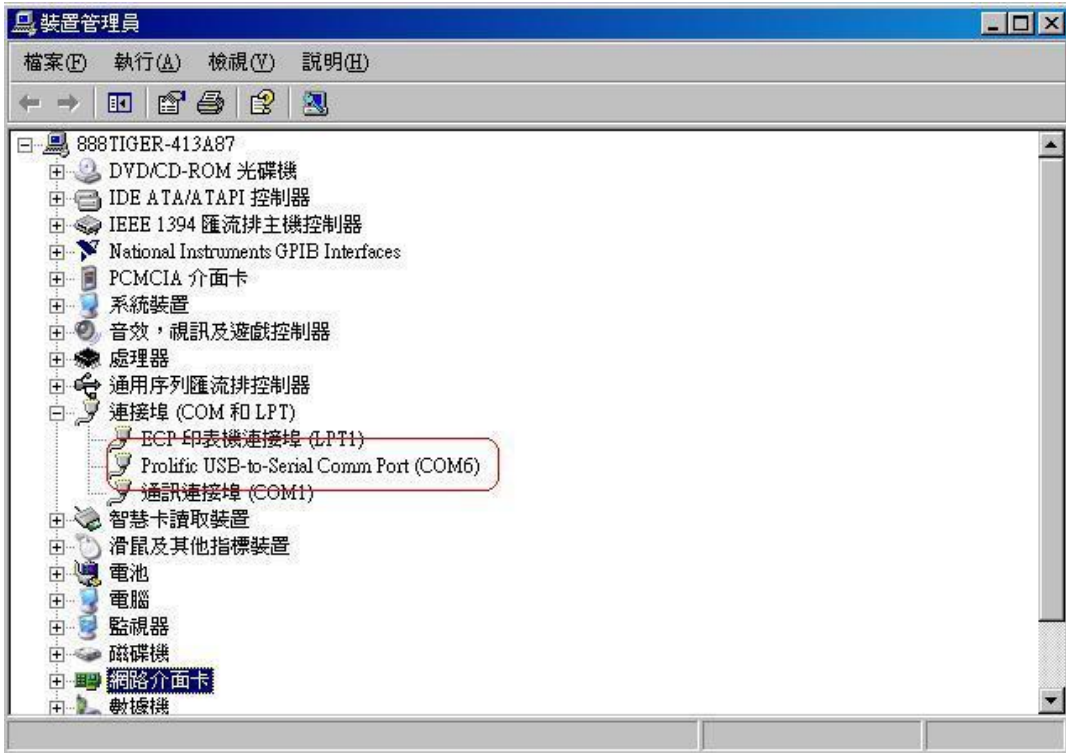 裝置管理員
檔案(F) 執行(A) 檢視(V) 說明(H)
888TIGER-413A87
DVD/CD-ROM 光碟機
IDE ATA/ATAPI 控制器
IEEE 1394 匯流排主機控制器
National Instruments GPIB Interfaces
PCMCIA 介面卡
系統裝置
音效，視訊及遊戲控制器
處理器
通用序列匯流排控制器
連接埠 (COM 和 LPT)
ECP 印表機連接埠 (LPT1)
Prolific USB-to-Serial Comm Port (COM6)
通訊連接埠 (COM1)
智慧卡讀取裝置
滑鼠及其他指標裝置
電池
電腦
監視器
磁碟機
網路介面卡
數據機